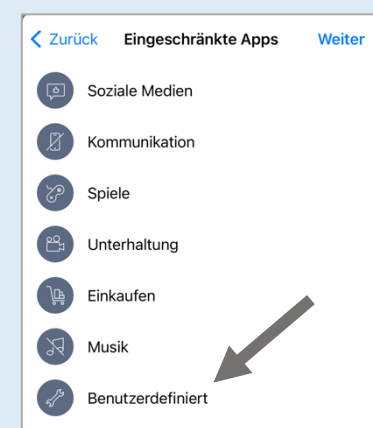 Zurück Eingeschränkte Apps Weiter
Soziale Medien
Kommunikation
Spiele
Unterhaltung
Einkaufen
Musik
Benutzerdefiniert